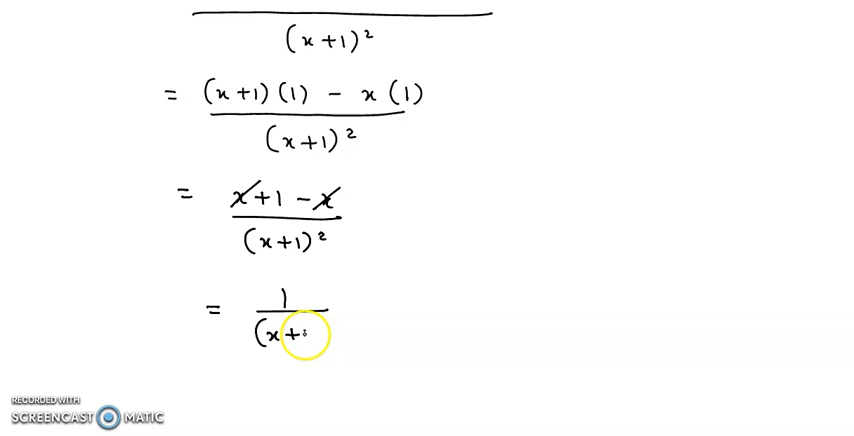 (x+1)²
= (x+1)(1) - x(1)
(x+1)²
= x+1-x
(x+1)²
= 1
(x+
RECORDED WITH
SCREENCAST MATIC